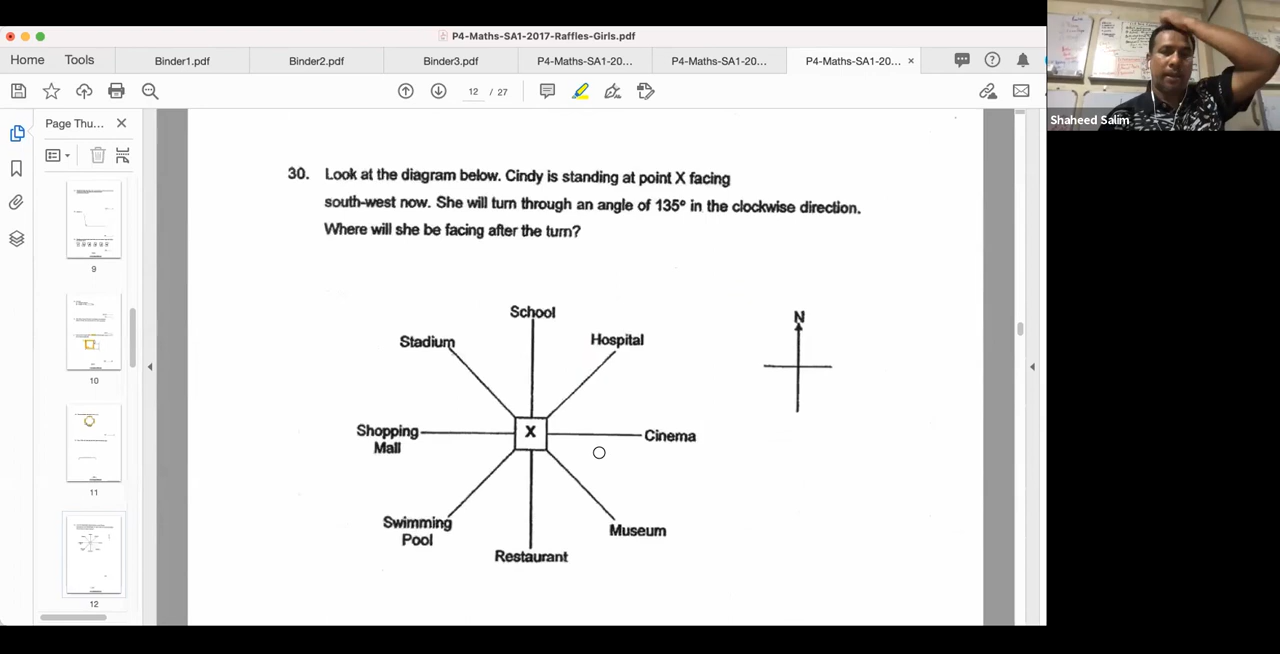 P4-Maths-SA1-2017-Raffles-Girls.pdf
Home Tools Binder1.pdf Binder2.pdf Binder3.pdf P4-Maths-SA1-20... P4-Maths-SA1-20... P4-Maths-SA1-20... ×
12 / 27
Shaheed Salim
Page Thu...
9
10
11
12
30. Look at the diagram below. Cindy is standing at point X facing
south-west now. She will turn through an angle of 135° in the clockwise direction.
Where will she be facing after the turn?
School
N
Stadium
Hospital
Shopping
Mall
X
Cinema
Swimming
Pool
Museum
Restaurant